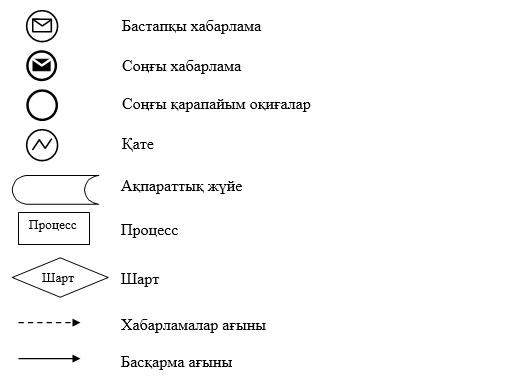 Бастапқы хабарлама
Соңғы хабарлама
Соңғы қарапайым оқиғалар
Қате
Ақпараттық жүйе
Процесс
Процесс
Шарт
Шарт
Хабарламалар ағыны
Басқарма ағыны